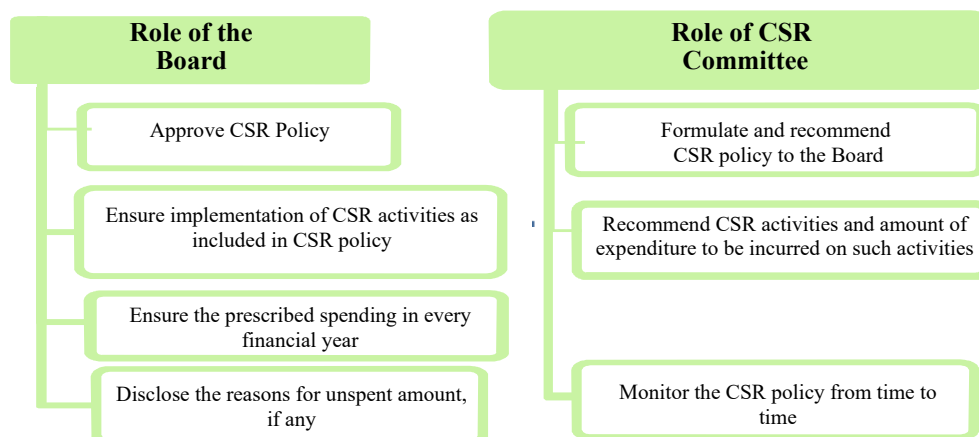 Role of the
Board
Approve CSR Policy
Ensure implementation of CSR activities as
included in CSR policy
Ensure the prescribed spending in every
financial year
Disclose the reasons for unspent amount,
if any
Role of CSR
Committee
Formulate and recommend
CSR policy to the Board
Recommend CSR activities and amount of
expenditure to be incurred on such activities
Monitor the CSR policy from time to
time